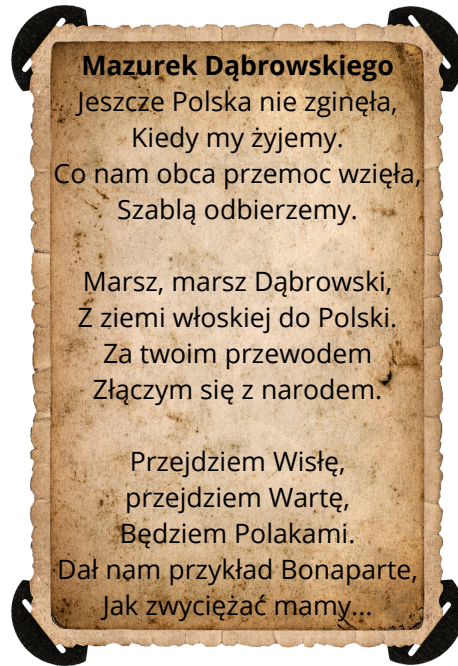 Mazurek Dąbrowskiego
Jeszcze Polska nie zginęła,
Kiedy my żyjemy.
Co nam obca przemoc wzięła,
Szablą odbierzemy.
Marsz, marsz Dąbrowski,
Z ziemi włoskiej do Polski.
Za twoim przewodem
Złączym się z narodem.
Przejdziem Wisłę,
przejdziem Wartę,
Będziem Polakami.
Dał nam przykład Bonaparte,
Jak zwyciężać mamy...